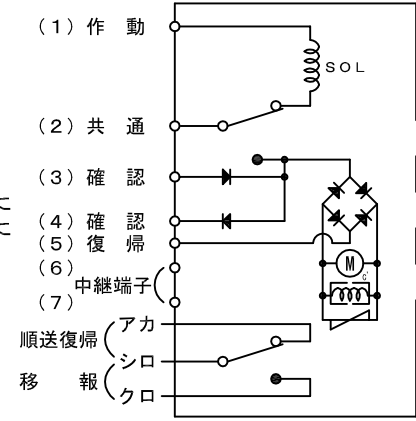 (1) 作動
SOL
(2) 共通
(3) 確認
(4) 確認
(5) 復帰
(6)
中継端子
(7)
M
C
アカ
順送復帰
シロ
移報
クロ